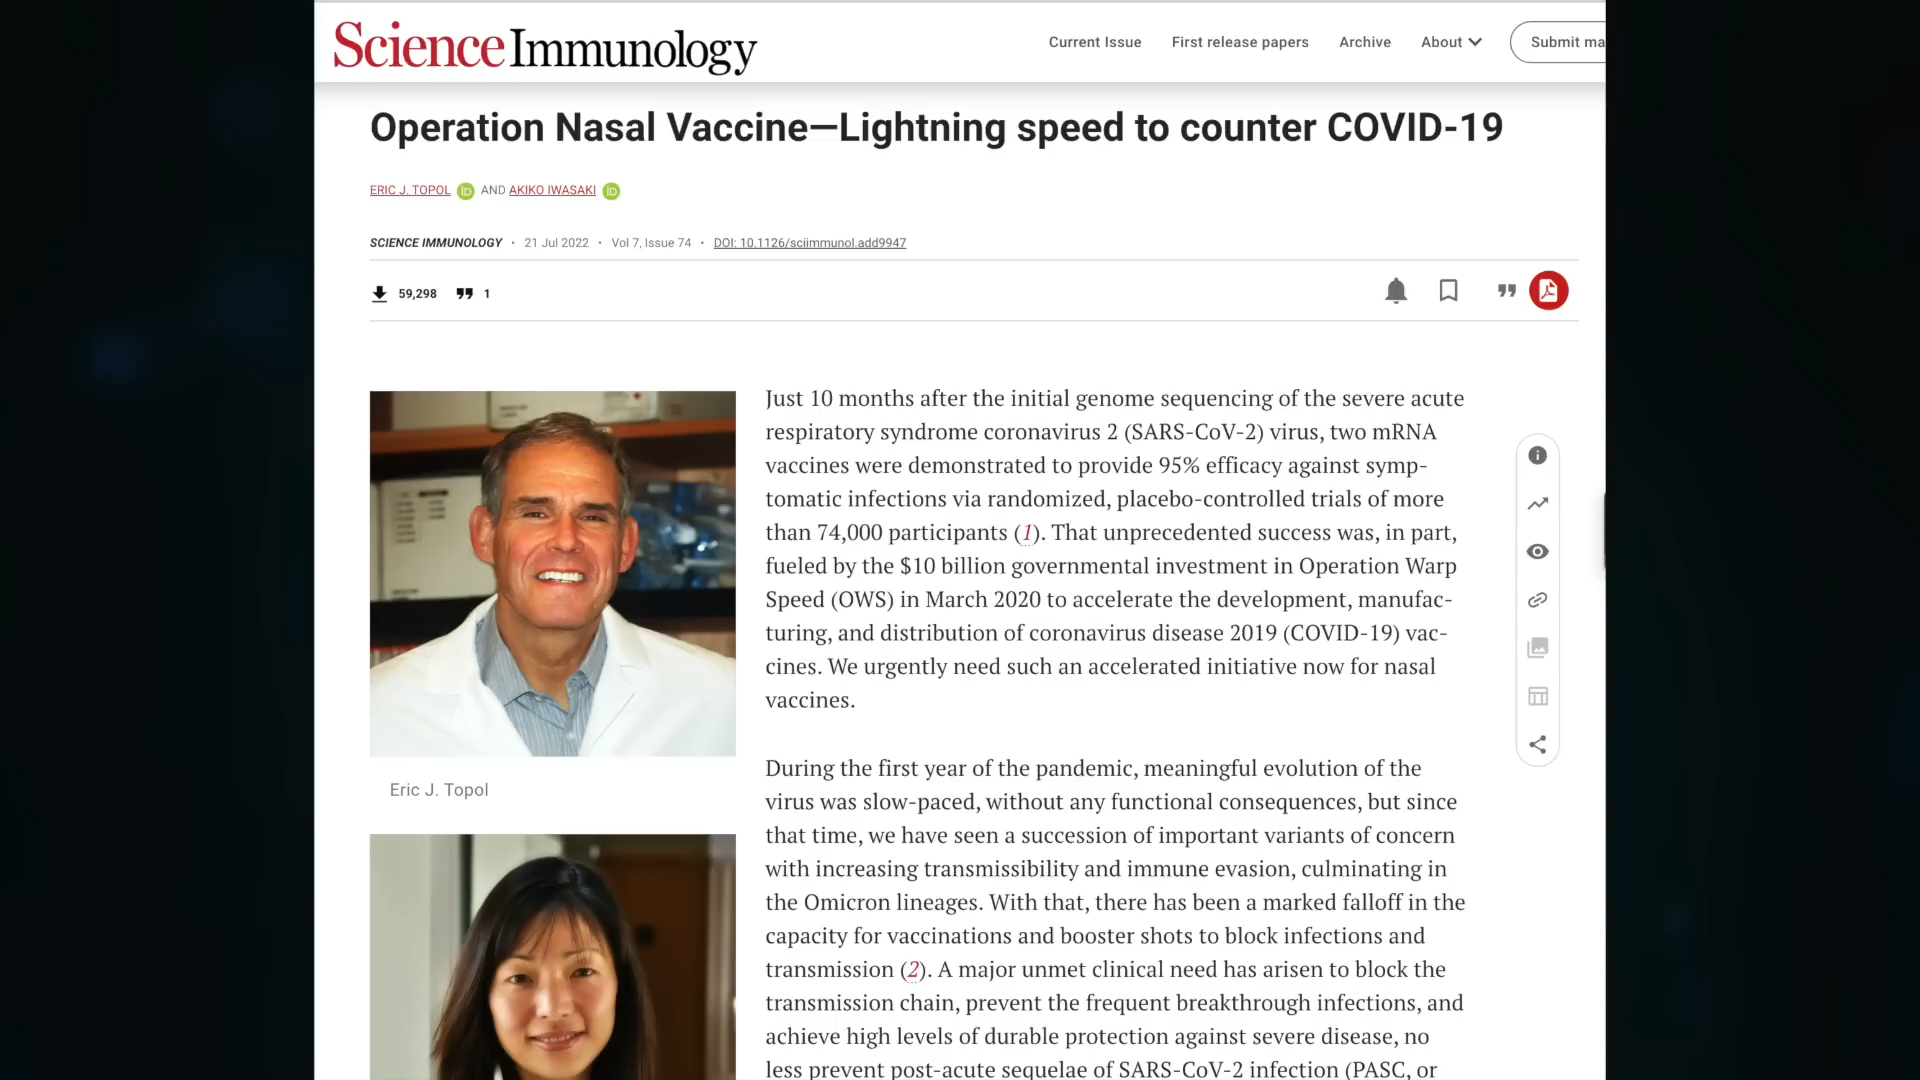 Science Immunology
Current Issue First release papers Archive About Submit ma
Operation Nasal Vaccine—Lightning speed to counter COVID-19
ERIC J. TOPOL iD AND AKIKO IWASAKI iD
SCIENCE IMMUNOLOGY • 21 Jul 2022 • Vol 7, Issue 74 • DOI: 10.1126/sciimmunol.add9947
59,298 1
Just 10 months after the initial genome sequencing of the severe acute
respiratory syndrome coronavirus 2 (SARS-CoV-2) virus, two mRNA
vaccines were demonstrated to provide 95% efficacy against symp-
tomatic infections via randomized, placebo-controlled trials of more
than 74,000 participants (1). That unprecedented success was, in part,
fueled by the $10 billion governmental investment in Operation Warp
Speed (OWS) in March 2020 to accelerate the development, manufac-
turing, and distribution of coronavirus disease 2019 (COVID-19) vac-
cines. We urgently need such an accelerated initiative now for nasal
vaccines.
Eric J. Topol
During the first year of the pandemic, meaningful evolution of the
virus was slow-paced, without any functional consequences, but since
that time, we have seen a succession of important variants of concern
with increasing transmissibility and immune evasion, culminating in
the Omicron lineages. With that, there has been a marked falloff in the
capacity for vaccinations and booster shots to block infections and
transmission (2). A major unmet clinical need has arisen to block the
transmission chain, prevent the frequent breakthrough infections, and
achieve high levels of durable protection against severe disease, no
less prevent post-acute sequelae of SARS-CoV-2 infection (PASC, or